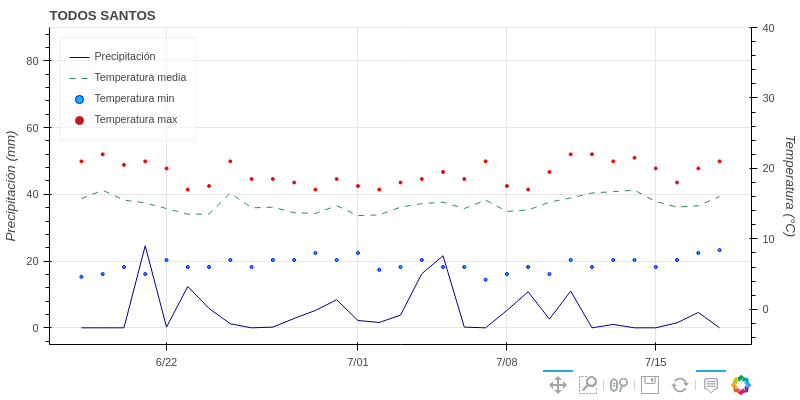 TODOS SANTOS
Precipitación
Temperatura media
Temperatura min
Temperatura max
Precipitación (mm)
80
60
40
20
0
40
30
20
10
0
Temperatura (°C)
6/22
7/01
7/08
7/15